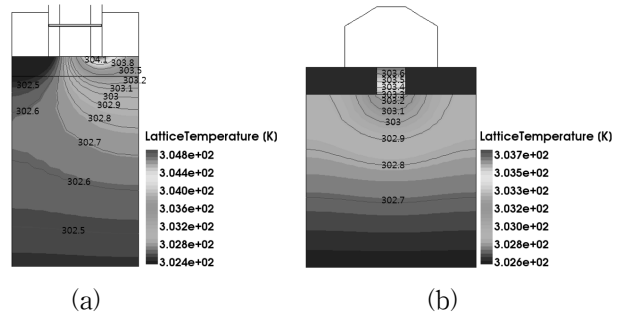 304.1
303.8
303.5
303.2
303.1
303
302.9
302.8
302.7
302.5
302.6
302.6
302.5
LatticeTemperature (K)
3.048e+02
3.044e+02
3.040e+02
3.036e+02
3.032e+02
3.028e+02
3.024e+02
(a)
303.6
303.5
303.4
303.3
303.2
303.1
303
302.9
302.8
302.7
LatticeTemperature (K)
3.037e+02
3.035e+02
3.033e+02
3.032e+02
3.030e+02
3.028e+02
3.026e+02
(b)